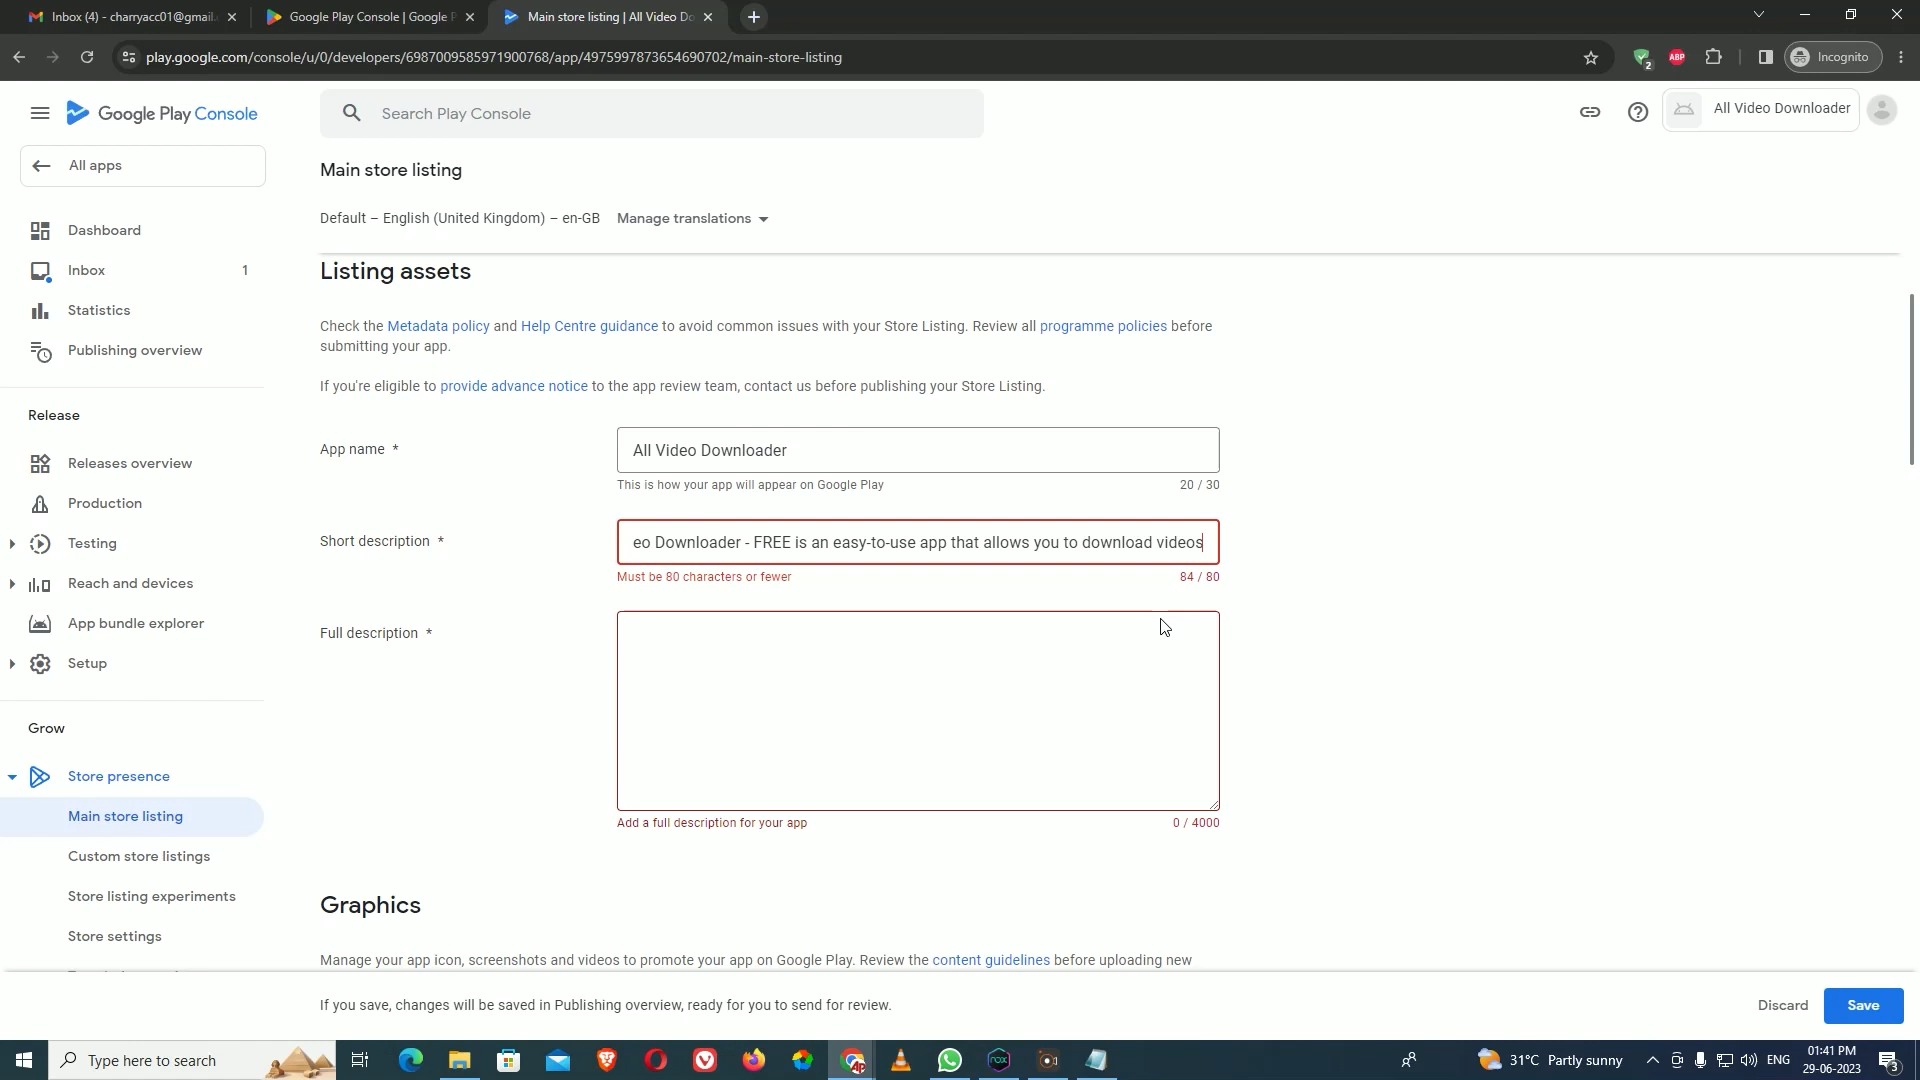 Inbox (4) - charryacc01@gmail.
Google Play Console | Google P
Main store listing | All Video Do
play.google.com/console/u/0/developers/6987009585971900768/app/4975997873654690702/main-store-listing
2
ABP
Incognito
Google Play Console
Search Play Console
All Video Downloader
All apps
Main store listing
Default – English (United Kingdom) – en-GB
Manage translations
Dashboard
Inbox
1
Statistics
Publishing overview
Release
Releases overview
Production
Testing
Reach and devices
App bundle explorer
Setup
Grow
Store presence
Main store listing
Custom store listings
Store listing experiments
Store settings
Listing assets
Check the Metadata policy and Help Centre guidance to avoid common issues with your Store Listing. Review all programme policies before
submitting your app.
If you're eligible to provide advance notice to the app review team, contact us before publishing your Store Listing.
App name *
All Video Downloader
This is how your app will appear on Google Play
20 / 30
Short description *
eo Downloader - FREE is an easy-to-use app that allows you to download videos
Must be 80 characters or fewer
84 / 80
Full description *
Add a full description for your app
0 / 4000
Graphics
Manage your app icon, screenshots and videos to promote your app on Google Play. Review the content guidelines before uploading new
If you save, changes will be saved in Publishing overview, ready for you to send for review.
Discard
Save
Type here to search
31°C Partly sunny
ENG
01:41 PM
29-06-2023
3